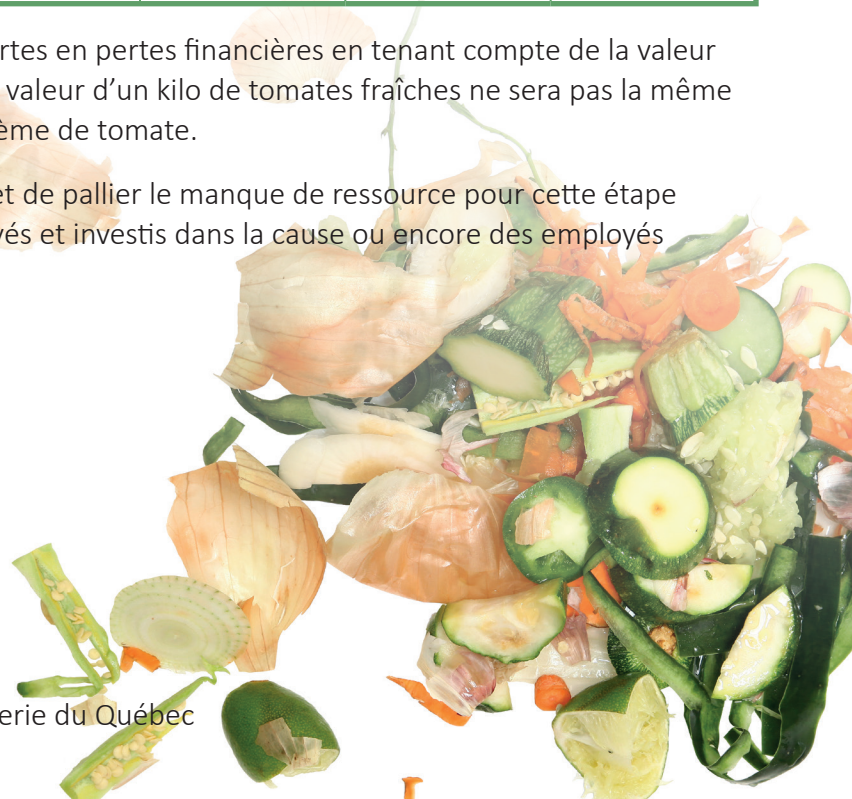 rtes en pertes financières en tenant compte de la valeur
valeur d’un kilo de tomates fraîches ne sera pas la même
ème de tomate.
et de pallier le manque de ressource pour cette étape
yés et investis dans la cause ou encore des employés
erie du Québec